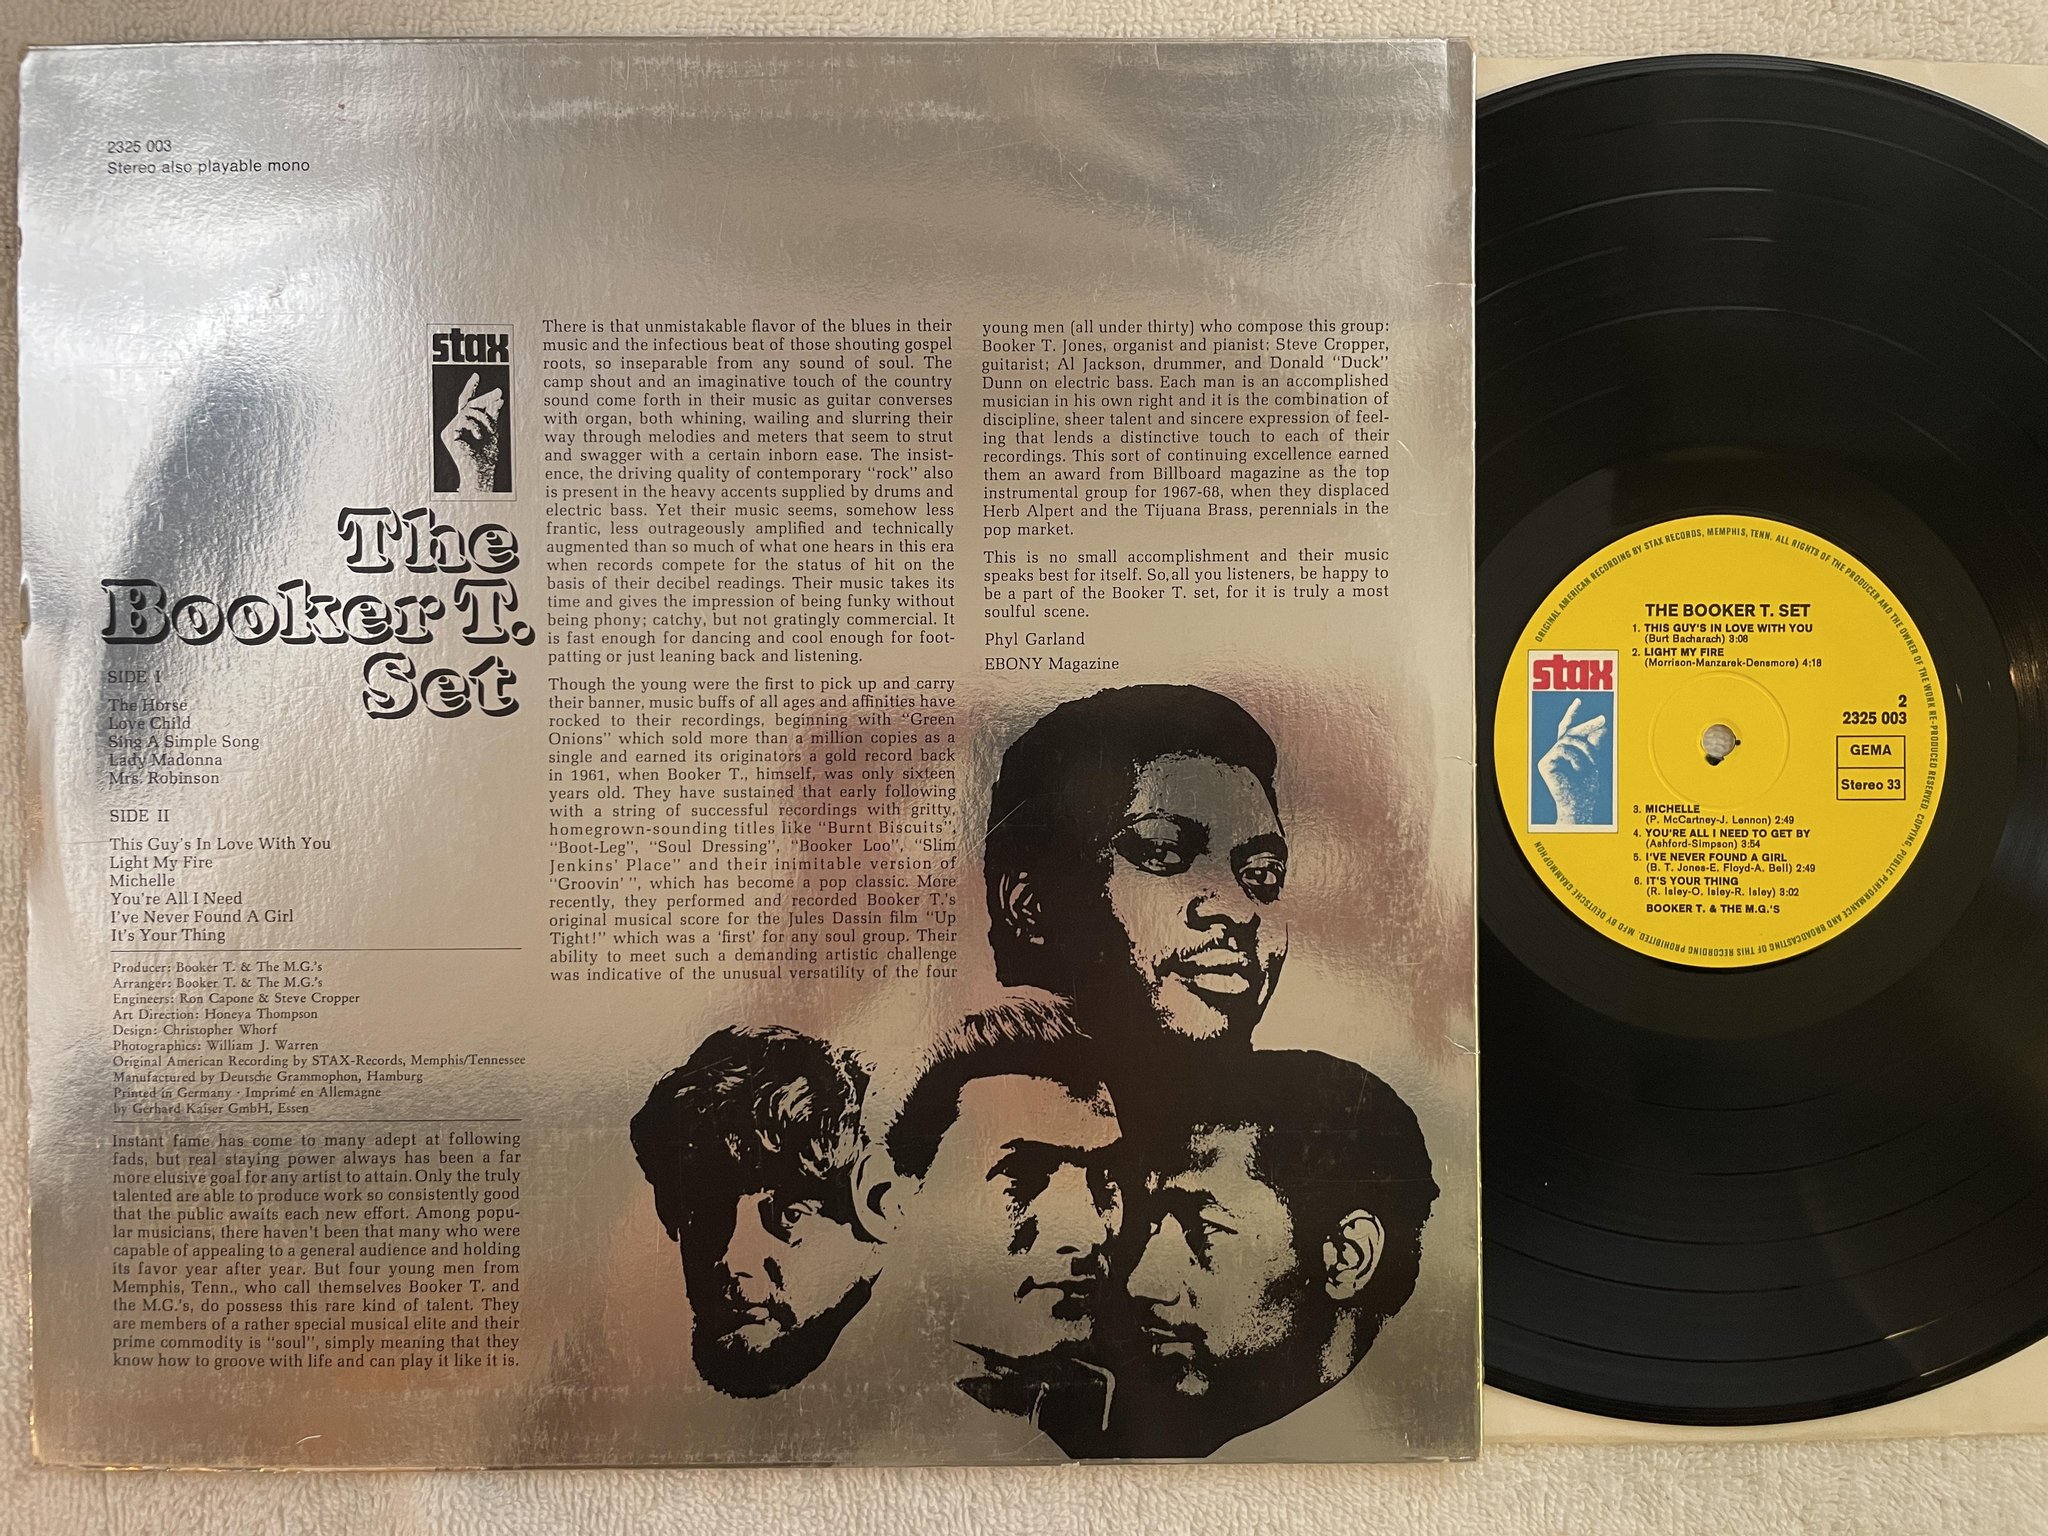 2325 003
Stereo also playable mono
stax
The
Booker T.
Set
SIDE I
The Horse
Love Child
Sing A Simple Song
Lady Madonna
Mrs. Robinson
SIDE II
This Guy's In Love With You
Light My Fire
Michelle
You're All I Need
I've Never Found A Girl
It's Your Thing
Producer: Booker T. & The M.G.'s
Arranger: Booker T. & The M.G.'s
Engineers: Ron Capone & Steve Cropper
Art Direction: Honeya Thompson
Design: Christopher Whorf
Photographics: William J. Warren
Original American Recording by STAX-Records, Memphis/Tennessee
Manufactured by Deutsche Grammophon, Hamburg
Printed in Germany · Imprimé en Allemagne
by Gerhard Kaiser GmbH, Essen
Instant fame has come to many adept at following
fads, but real staying power always has been a far
more elusive goal for any artist to attain. Only the truly
talented are able to produce work so consistently good
that the public awaits each new effort. Among popu-
lar musicians, there haven't been that many who were
capable of appealing to a general audience and holding
its favor year after year. But four young men from
Memphis, Tenn., who call themselves Booker T. and
the M.G.'s, do possess this rare kind of talent. They
are members of a rather special musical elite and their
prime commodity is "soul", simply meaning that they
know how to groove with life and can play it like it is.
There is that unmistakable flavor of the blues in their
music and the infectious beat of those shouting gospel
roots, so inseparable from any sound of soul. The
camp shout and an imaginative touch of the country
sound come forth in their music as guitar converses
with organ, both whining, wailing and slurring their
way through melodies and meters that seem to strut
and swagger with a certain inborn ease. The insist-
ence, the driving quality of contemporary "rock" also
is present in the heavy accents supplied by drums and
electric bass. Yet their music seems, somehow less
frantic, less outrageously amplified and technically
augmented than so much of what one hears in this era
when records compete for the status of hit on the
basis of their decibel readings. Their music takes its
time and gives the impression of being funky without
being phony; catchy, but not gratingly commercial. It
is fast enough for dancing and cool enough for foot-
patting or just leaning back and listening.
Though the young were the first to pick up and carry
their banner, music buffs of all ages and affinities have
rocked to their recordings, beginning with "Green
Onions" which sold more than a million copies as a
single and earned its originators a gold record back
in 1961, when Booker T., himself, was only sixteen
years old. They have sustained that early following
with a string of successful recordings with gritty,
homegrown-sounding titles like "Burnt Biscuits",
"Boot-Leg", "Soul Dressing", "Booker Loo", "Slim
Jenkins' Place" and their inimitable version of
"Groovin'", which has become a pop classic. More
recently, they performed and recorded Booker T.'s
original musical score for the Jules Dassin film "Up
Tight!" which was a 'first' for any soul group. Their
ability to meet such a demanding artistic challenge
was indicative of the unusual versatility of the four
young men (all under thirty) who compose this group:
Booker T. Jones, organist and pianist; Steve Cropper,
guitarist; Al Jackson, drummer, and Donald "Duck"
Dunn on electric bass. Each man is an accomplished
musician in his own right and it is the combination of
discipline, sheer talent and sincere expression of feel-
ing that lends a distinctive touch to each of their
recordings. This sort of continuing excellence earned
them an award from Billboard magazine as the top
instrumental group for 1967-68, when they displaced
Herb Alpert and the Tijuana Brass, perennials in the
pop market.
This is no small accomplishment and their music
speaks best for itself. So, all you listeners, be happy to
be a part of the Booker T. set, for it is truly a most
soulful scene.
Phyl Garland
EBONY Magazine
ORIGINAL AMERICAN RECORDING BY STAX RECORDS, MEMPHIS, TENN. ALL RIGHTS OF THE PRODUCER AND THE OWNER OF THE WORK RE-PRODUCED RESERVED. COPYING, PUBLIC PERFORMANCE AND BROADCASTING OF THIS RECORDING PROHIBITED. MFD BY DEUTSCHE GRAMMOPHON
THE BOOKER T. SET
1. THIS GUY'S IN LOVE WITH YOU
(Burt Bacharach) 3:08
2. LIGHT MY FIRE
(Morrison-Manzarek-Densmore) 4:18
stax
2
2325 003
GEMA
Stereo 33
3. MICHELLE
(P. McCartney-J. Lennon) 2:49
4. YOU'RE ALL I NEED TO GET BY
(Ashford-Simpson) 3:54
5. I'VE NEVER FOUND A GIRL
(B. T. Jones-E. Floyd-A. Bell) 2:49
6. IT'S YOUR THING
(R. Isley-O. Isley-R. Isley) 3:02
BOOKER T. & THE M.G.'S